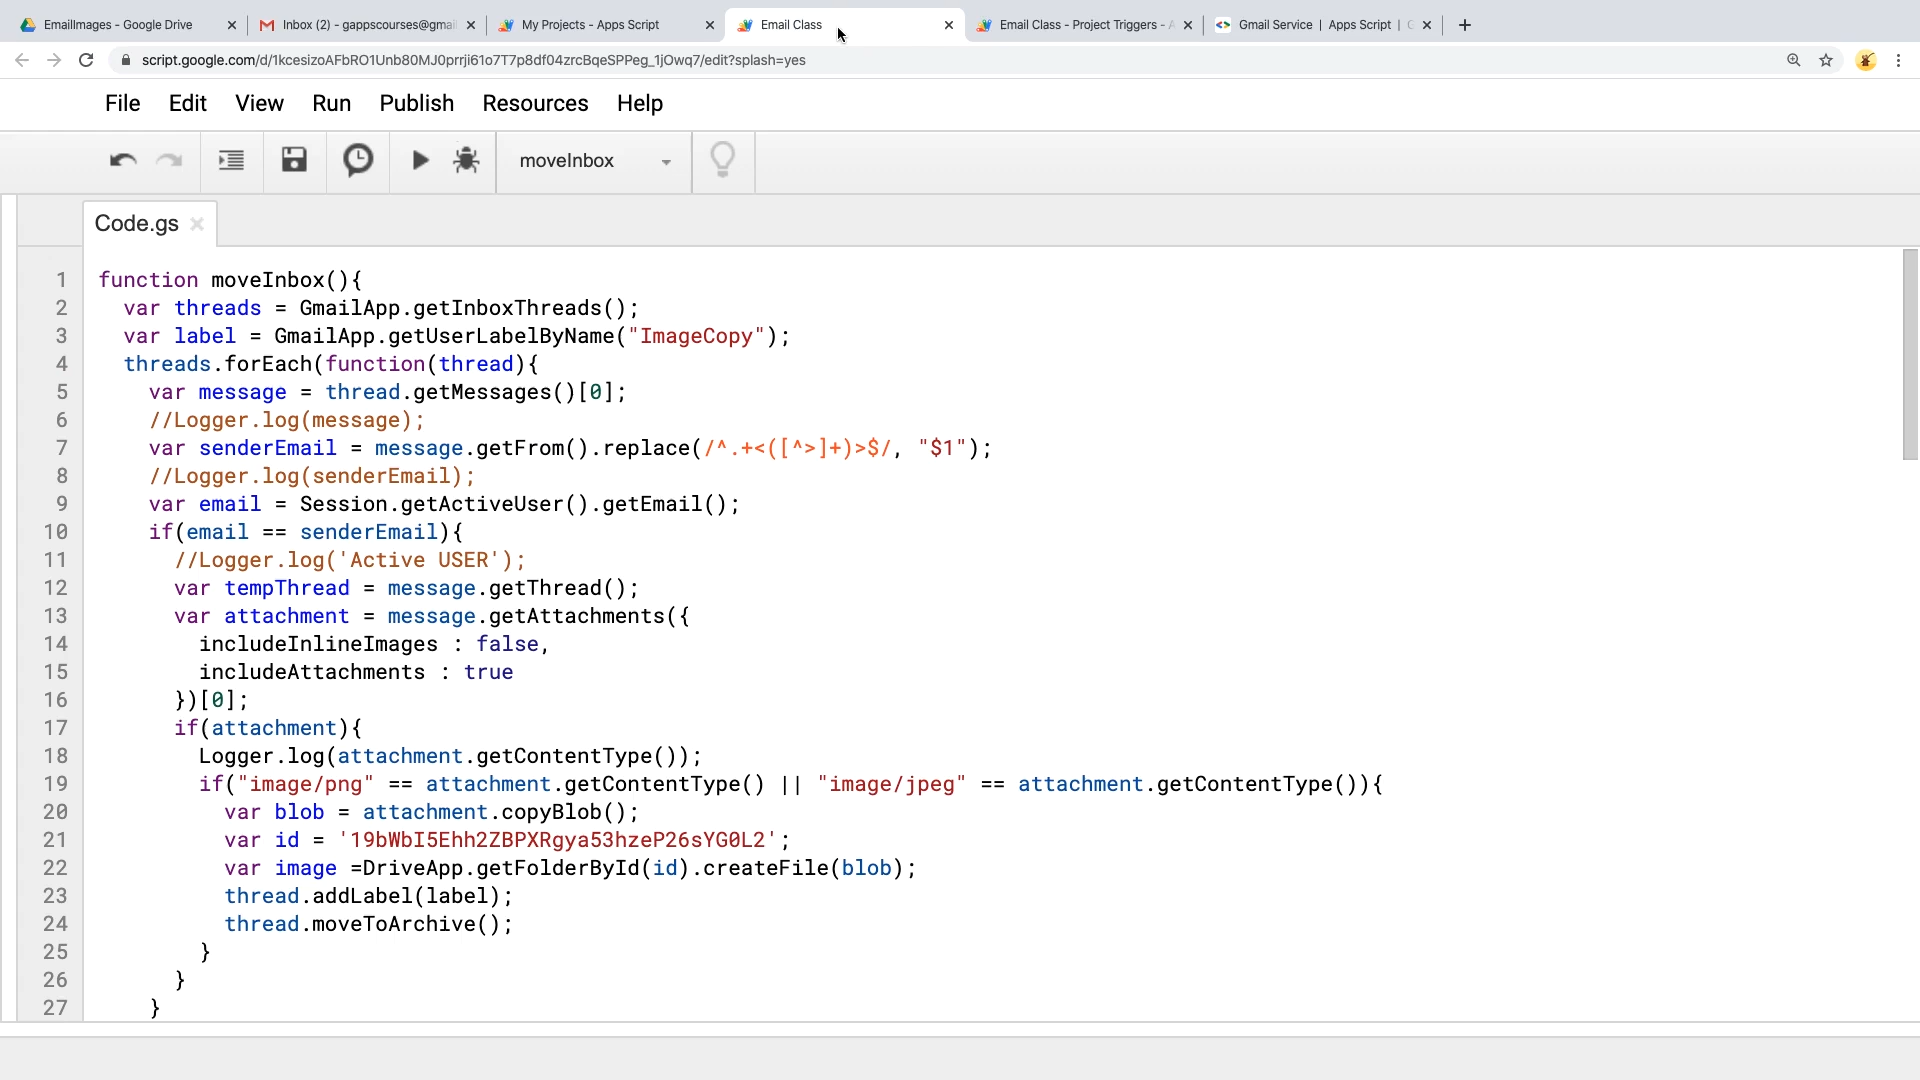 EmailImages - Google Drive
Inbox (2) - gappscourses@gmai
My Projects - Apps Script
Email Class
Email Class - Project Triggers - A
Gmail Service | Apps Script | G
script.google.com/d/1kcesizoAFbRO1Unb80MJ0prrji61o7T7p8df04zrcBqeSPPeg_1jOwq7/edit?splash=yes
File Edit View Run Publish Resources Help
moveInbox
Code.gs
1 function moveInbox(){
2 var threads = GmailApp.getInboxThreads();
3 var label = GmailApp.getUserLabelByName("ImageCopy");
4 threads.forEach(function(thread){
5 var message = thread.getMessages()[0];
6 //Logger.log(message);
7 var senderEmail = message.getFrom().replace(/^.+<([^>]+)>$/, "$1");
8 //Logger.log(senderEmail);
9 var email = Session.getActiveUser().getEmail();
10 if(email == senderEmail){
11 //Logger.log('Active USER');
12 var tempThread = message.getThread();
13 var attachment = message.getAttachments({
14 includeInlineImages : false,
15 includeAttachments : true
16 })[0];
17 if(attachment){
18 Logger.log(attachment.getContentType());
19 if("image/png" == attachment.getContentType() || "image/jpeg" == attachment.getContentType()){
20 var blob = attachment.copyBlob();
21 var id = '19bWbI5Ehh2ZBPXRgya53hzeP26sYG0L2';
22 var image =DriveApp.getFolderById(id).createFile(blob);
23 thread.addLabel(label);
24 thread.moveToArchive();
25 }
26 }
27 }